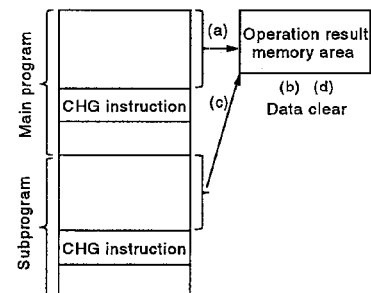 Main program
Subprogram
CHG instruction
CHG instruction
(a)
(c)
Operation result
memory area
(b) (d)
Data clear